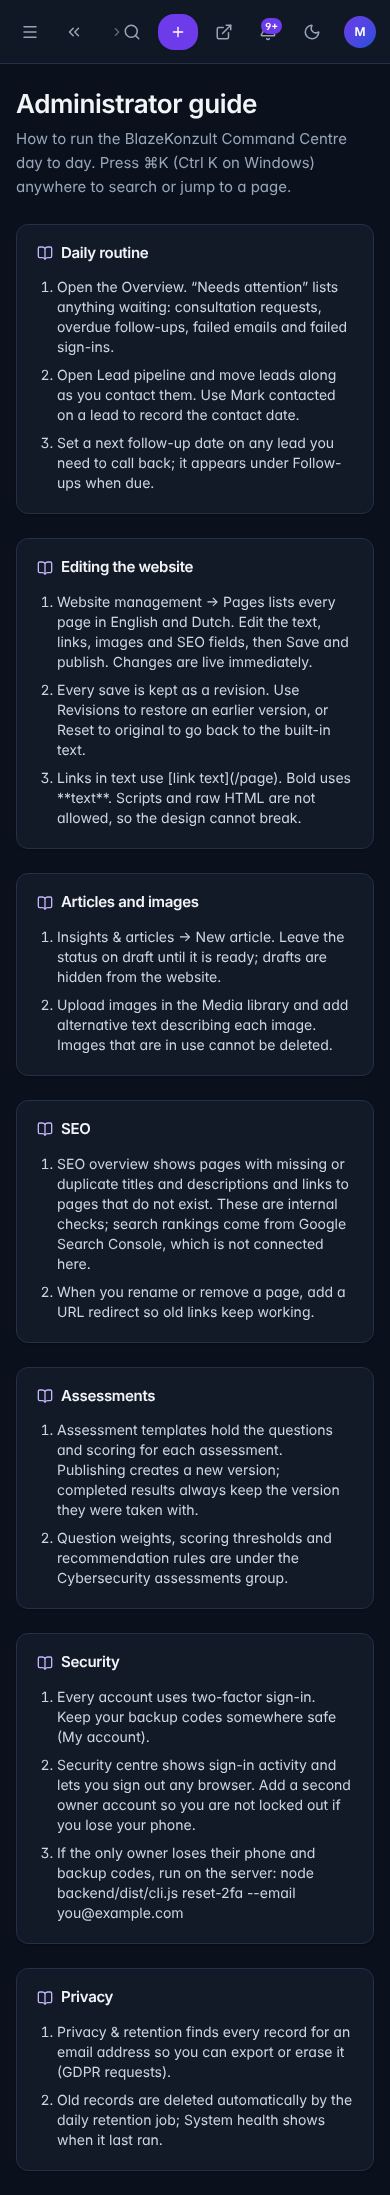 9+
M
Administrator guide
How to run the BlazeKonzult Command Centre
day to day. Press ⌘K (Ctrl K on Windows)
anywhere to search or jump to a page.
Daily routine
1. Open the Overview. “Needs attention” lists
anything waiting: consultation requests,
overdue follow-ups, failed emails and failed
sign-ins.
2. Open Lead pipeline and move leads along
as you contact them. Use Mark contacted
on a lead to record the contact date.
3. Set a next follow-up date on any lead you
need to call back; it appears under Follow-
ups when due.
Editing the website
1. Website management → Pages lists every
page in English and Dutch. Edit the text,
links, images and SEO fields, then Save and
publish. Changes are live immediately.
2. Every save is kept as a revision. Use
Revisions to restore an earlier version, or
Reset to original to go back to the built-in
text.
3. Links in text use [link text](/page). Bold uses
**text**. Scripts and raw HTML are not
allowed, so the design cannot break.
Articles and images
1. Insights & articles → New article. Leave the
status on draft until it is ready; drafts are
hidden from the website.
2. Upload images in the Media library and add
alternative text describing each image.
Images that are in use cannot be deleted.
SEO
1. SEO overview shows pages with missing or
duplicate titles and descriptions and links to
pages that do not exist. These are internal
checks; search rankings come from Google
Search Console, which is not connected
here.
2. When you rename or remove a page, add a
URL redirect so old links keep working.
Assessments
1. Assessment templates hold the questions
and scoring for each assessment.
Publishing creates a new version;
completed results always keep the version
they were taken with.
2. Question weights, scoring thresholds and
recommendation rules are under the
Cybersecurity assessments group.
Security
1. Every account uses two-factor sign-in.
Keep your backup codes somewhere safe
(My account).
2. Security centre shows sign-in activity and
lets you sign out any browser. Add a second
owner account so you are not locked out if
you lose your phone.
3. If the only owner loses their phone and
backup codes, run on the server: node
backend/dist/cli.js reset-2fa --email
you@example.com
Privacy
1. Privacy & retention finds every record for an
email address so you can export or erase it
(GDPR requests).
2. Old records are deleted automatically by the
daily retention job; System health shows
when it last ran.